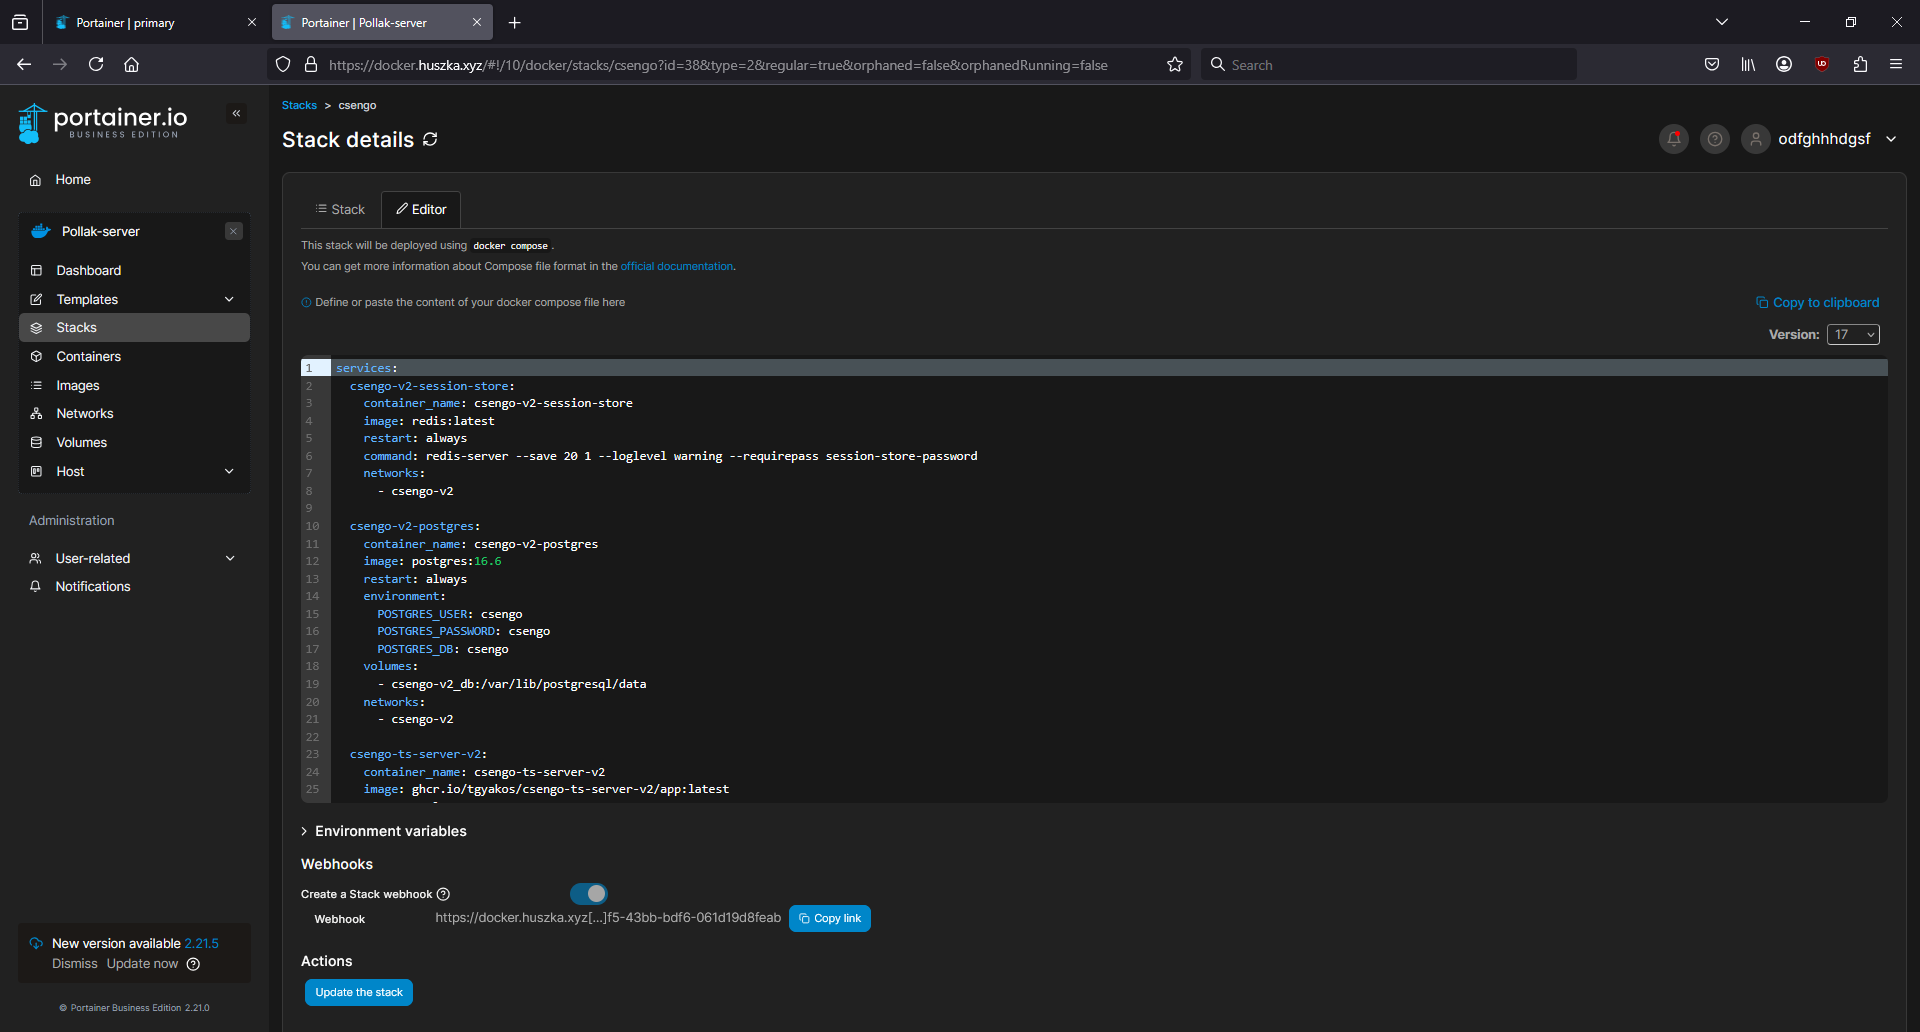 Portainer | primary
Portainer | Pollak-server
https://docker.huszka.xyz/#!/10/docker/stacks/csengo?id=38&type=2&regular=true&orphaned=false&orphanedRunning=false
Search
portainer.io
BUSINESS EDITION
Home
Pollak-server
Dashboard
Templates
Stacks
Containers
Images
Networks
Volumes
Host
Administration
User-related
Notifications
New version available 2.21.5
Dismiss Update now
© Portainer Business Edition 2.21.0
Stacks > csengo
Stack details
odfghhhdgsf
Stack
Editor
This stack will be deployed using docker compose .
You can get more information about Compose file format in the official documentation.
Define or paste the content of your docker compose file here
Copy to clipboard
Version: 17
1 services:
2   csengo-v2-session-store:
3     container_name: csengo-v2-session-store
4     image: redis:latest
5     restart: always
6     command: redis-server --save 20 1 --loglevel warning --requirepass session-store-password
7     networks:
8       - csengo-v2
9
10   csengo-v2-postgres:
11     container_name: csengo-v2-postgres
12     image: postgres:16.6
13     restart: always
14     environment:
15       POSTGRES_USER: csengo
16       POSTGRES_PASSWORD: csengo
17       POSTGRES_DB: csengo
18     volumes:
19       - csengo-v2_db:/var/lib/postgresql/data
20     networks:
21       - csengo-v2
22
23   csengo-ts-server-v2:
24     container_name: csengo-ts-server-v2
25     image: ghcr.io/tgyakos/csengo-ts-server-v2/app:latest
Environment variables
Webhooks
Create a Stack webhook
Webhook https://docker.huszka.xyz[...]f5-43bb-bdf6-061d19d8feab Copy link
Actions
Update the stack